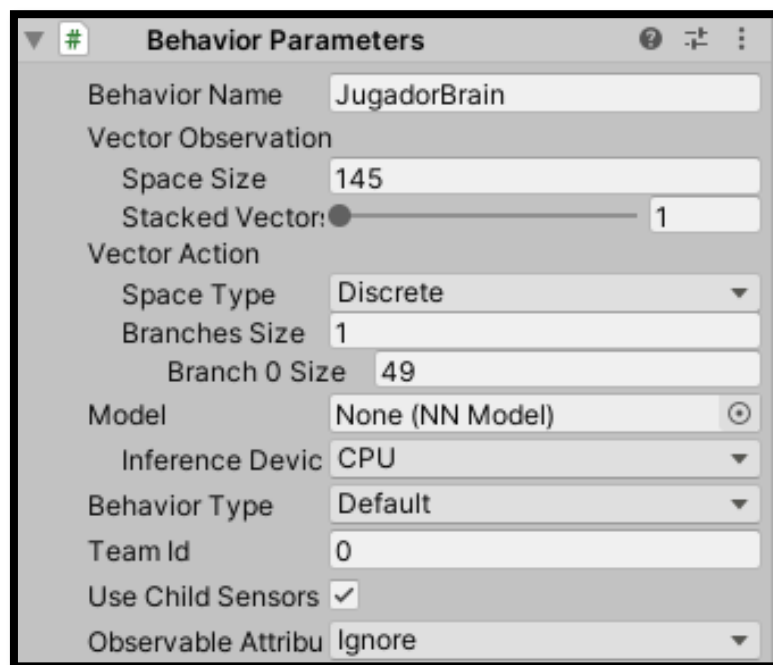 # Behavior Parameters
Behavior Name JugadorBrain
Vector Observation
Space Size 145
Stacked Vector: 1
Vector Action
Space Type Discrete
Branches Size 1
Branch 0 Size 49
Model None (NN Model)
Inference Devic CPU
Behavior Type Default
Team Id 0
Use Child Sensors
Observable Attribu Ignore